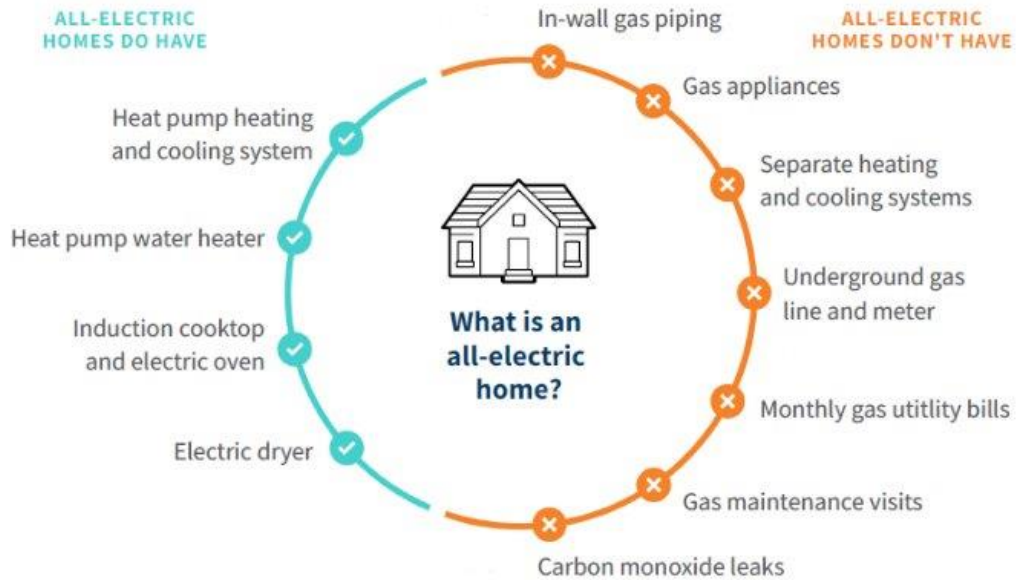 ALL-ELECTRIC
HOMES DO HAVE
Heat pump heating
and cooling system
Heat pump water heater
Induction cooktop
and electric oven
Electric dryer
What is an
all-electric
home?
ALL-ELECTRIC
HOMES DON'T HAVE
In-wall gas piping
Gas appliances
Separate heating
and cooling systems
Underground gas
line and meter
Monthly gas utitlity bills
Gas maintenance visits
Carbon monoxide leaks